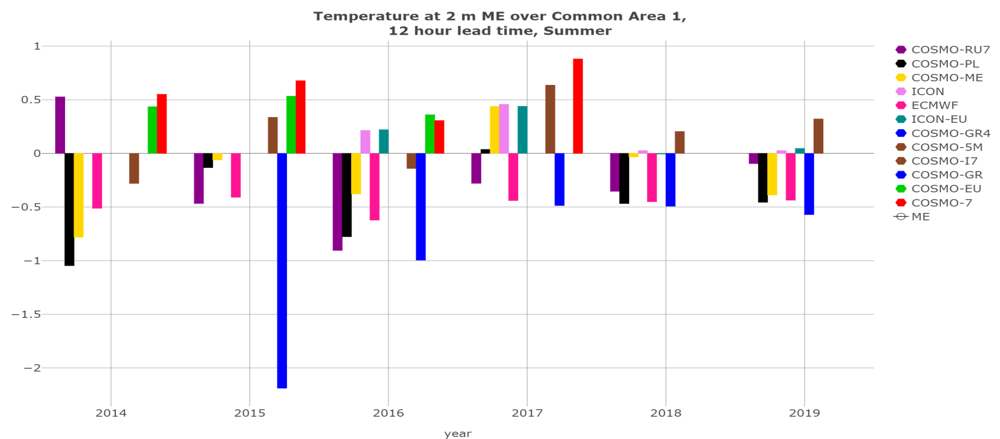 Temperature at 2 m ME over Common Area 1,
12 hour lead time, Summer
1
0.5
0
−0.5
−1
−1.5
−2
2014
2015
2016
2017
2018
2019
year
COSMO-RU7
COSMO-PL
COSMO-ME
ICON
ECMWF
ICON-EU
COSMO-GR4
COSMO-5M
COSMO-I7
COSMO-GR
COSMO-EU
COSMO-7
ME